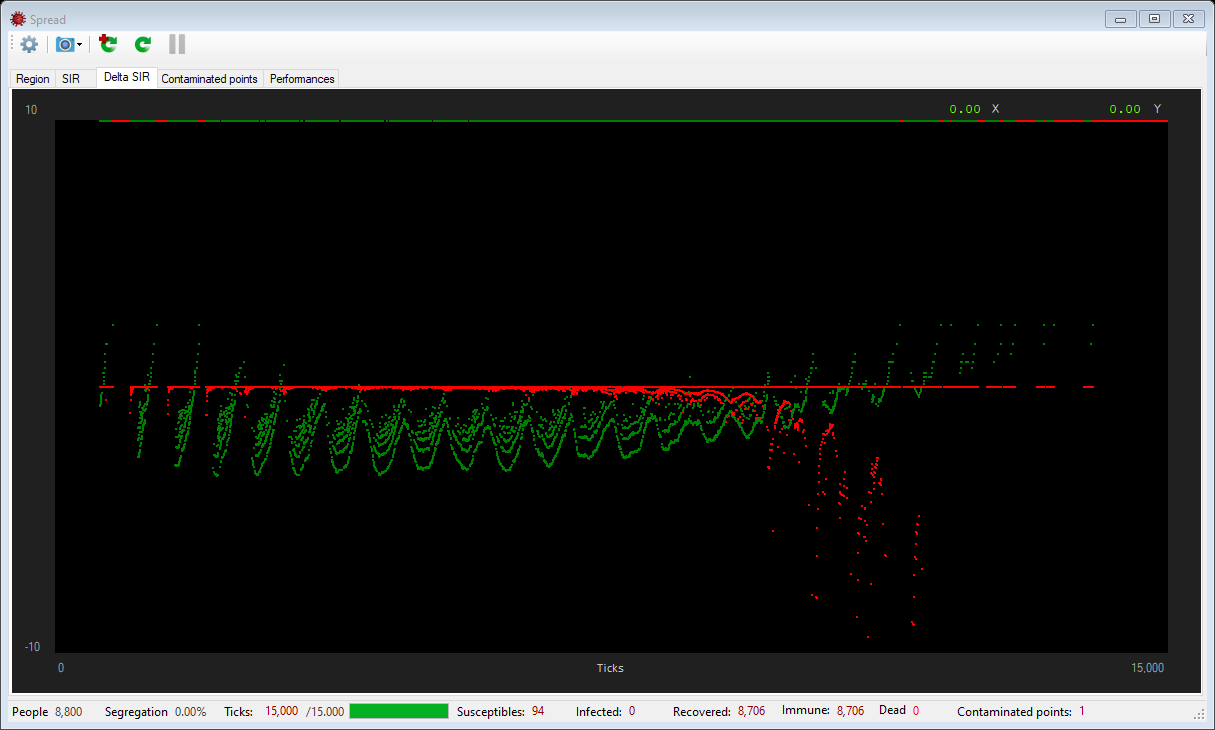 Spread
Region SIR Delta SIR Contaminated points Performances
10 0.00 X 0.00 Y
-10
0 Ticks 15,000
People 8,800 Segregation 0.00% Ticks: 15,000 /15.000 Susceptibles: 94 Infected: 0 Recovered: 8,706 Immune: 8,706 Dead 0 Contaminated points: 1